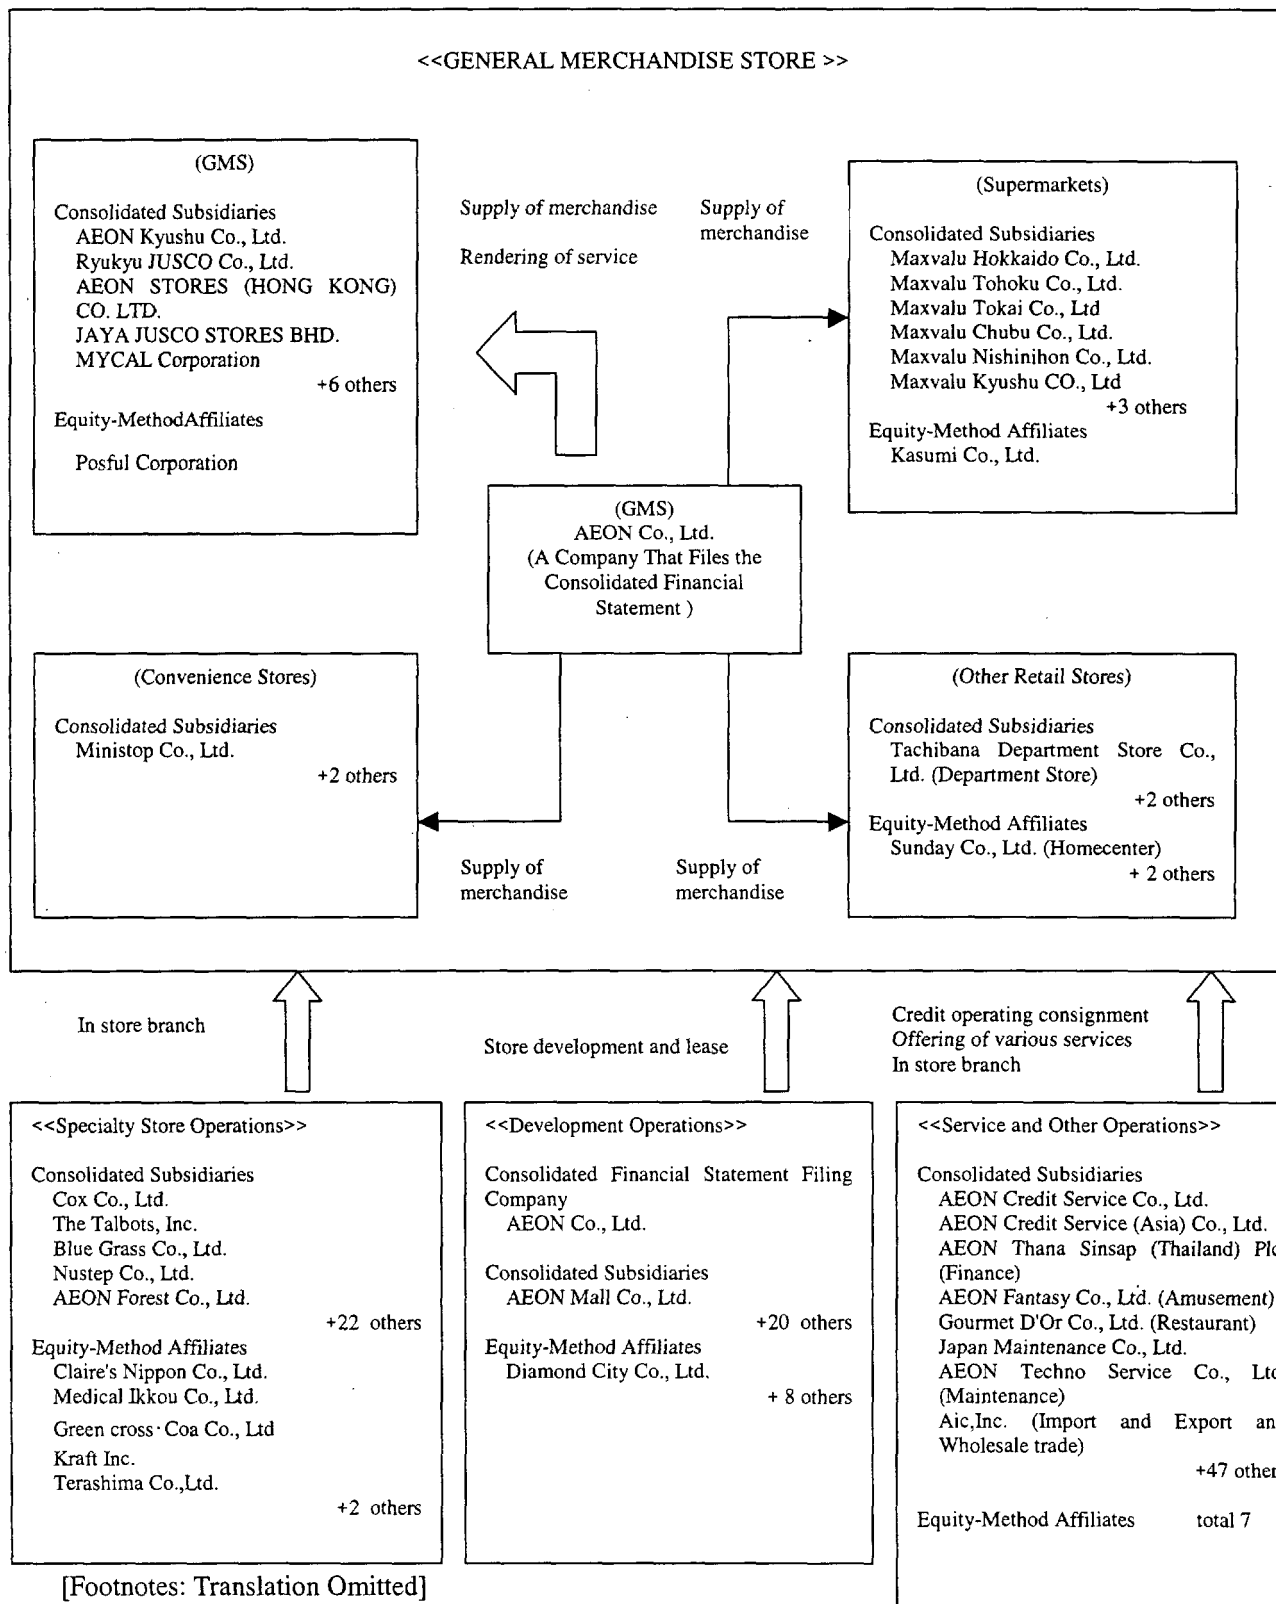 <<GENERAL MERCHANDISE STORE >>
(GMS)
Consolidated Subsidiaries
AEON Kyushu Co., Ltd.
Ryukyu JUSCO Co., Ltd.
AEON STORES (HONG KONG)
CO. LTD.
JAYA JUSCO STORES BHD.
MYCAL Corporation
+6 others
Equity-MethodAffiliates
Posful Corporation
Supply of merchandise
Rendering of service
Supply of
merchandise
(Supermarkets)
Consolidated Subsidiaries
Maxvalu Hokkaido Co., Ltd.
Maxvalu Tohoku Co., Ltd.
Maxvalu Tokai Co., Ltd
Maxvalu Chubu Co., Ltd.
Maxvalu Nishinihon Co., Ltd.
Maxvalu Kyushu CO., Ltd
+3 others
Equity-Method Affiliates
Kasumi Co., Ltd.
(GMS)
AEON Co., Ltd.
(A Company That Files the
Consolidated Financial
Statement )
(Convenience Stores)
Consolidated Subsidiaries
Ministop Co., Ltd.
+2 others
Supply of
merchandise
Supply of
merchandise
(Other Retail Stores)
Consolidated Subsidiaries
Tachibana Department Store Co.,
Ltd. (Department Store)
+2 others
Equity-Method Affiliates
Sunday Co., Ltd. (Homecenter)
+ 2 others
In store branch
Store development and lease
Credit operating consignment
Offering of various services
In store branch
<<Specialty Store Operations>>
Consolidated Subsidiaries
Cox Co., Ltd.
The Talbots, Inc.
Blue Grass Co., Ltd.
Nustep Co., Ltd.
AEON Forest Co., Ltd.
+22 others
Equity-Method Affiliates
Claire's Nippon Co., Ltd.
Medical Ikkou Co., Ltd.
Green cross·Coa Co., Ltd
Kraft Inc.
Terashima Co.,Ltd.
+2 others
<<Development Operations>>
Consolidated Financial Statement Filing
Company
AEON Co., Ltd.
Consolidated Subsidiaries
AEON Mall Co., Ltd.
+20 others
Equity-Method Affiliates
Diamond City Co., Ltd.
+ 8 others
<<Service and Other Operations>>
Consolidated Subsidiaries
AEON Credit Service Co., Ltd.
AEON Credit Service (Asia) Co., Ltd.
AEON Thana Sinsap (Thailand) Plc
(Finance)
AEON Fantasy Co., Ltd. (Amusement)
Gourmet D'Or Co., Ltd. (Restaurant)
Japan Maintenance Co., Ltd.
AEON Techno Service Co., Ltd
(Maintenance)
Aic,Inc. (Import and Export an
Wholesale trade)
+47 other
Equity-Method Affiliates total 7
[Footnotes: Translation Omitted]